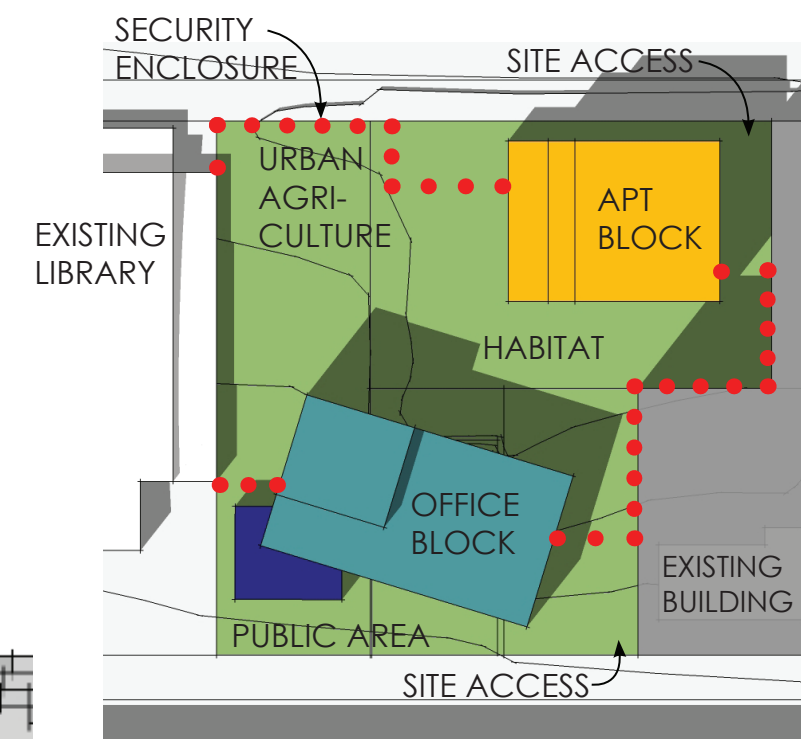 SECURITY
ENCLOSURE
SITE ACCESS
URBAN
AGRI-
CULTURE
APT
BLOCK
EXISTING
LIBRARY
HABITAT
OFFICE
BLOCK
EXISTING
BUILDING
PUBLIC AREA
SITE ACCESS